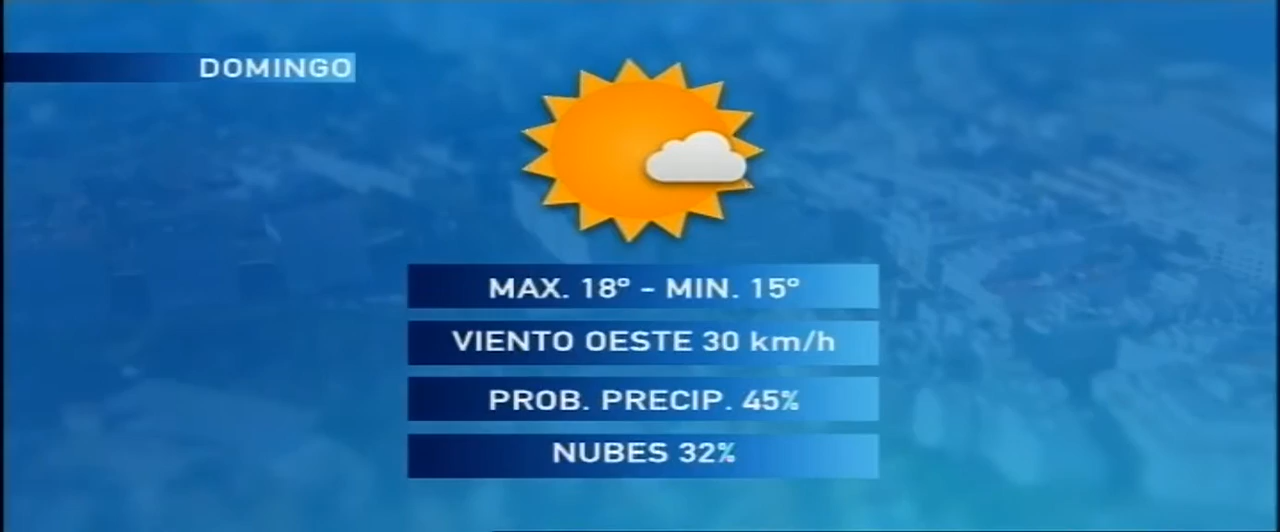 DOMINGO
MAX. 18° - MIN. 15°
VIENTO OESTE 30 km/h
PROB. PRECIP. 45%
NUBES 32%